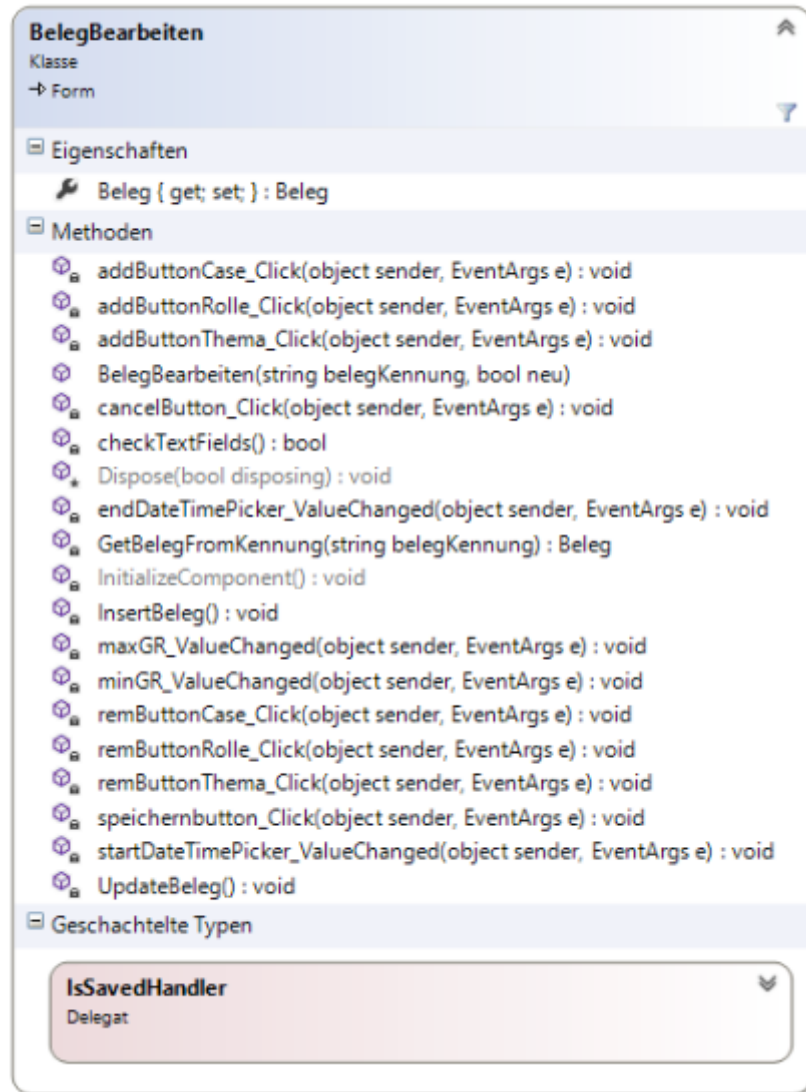 BelegBearbeiten
Klasse
Form
Eigenschaften
Beleg { get; set; } : Beleg
Methoden
addButtonCase_Click(object sender, EventArgs e) : void
addButtonRolle_Click(object sender, EventArgs e) : void
addButtonThema_Click(object sender, EventArgs e) : void
BelegBearbeiten(string belegKennung, bool neu)
cancelButton_Click(object sender, EventArgs e) : void
checkTextFields() : bool
Dispose(bool disposing) : void
endDateTimePicker_ValueChanged(object sender, EventArgs e) : void
GetBelegFromKennung(string belegKennung) : Beleg
InitializeComponent() : void
InsertBeleg() : void
maxGR_ValueChanged(object sender, EventArgs e) : void
minGR_ValueChanged(object sender, EventArgs e) : void
remButtonCase_Click(object sender, EventArgs e) : void
remButtonRolle_Click(object sender, EventArgs e) : void
remButtonThema_Click(object sender, EventArgs e) : void
speichernbutton_Click(object sender, EventArgs e) : void
startDateTimePicker_ValueChanged(object sender, EventArgs e) : void
UpdateBeleg() : void
Geschachtelte Typen
IsSavedHandler
Delegat